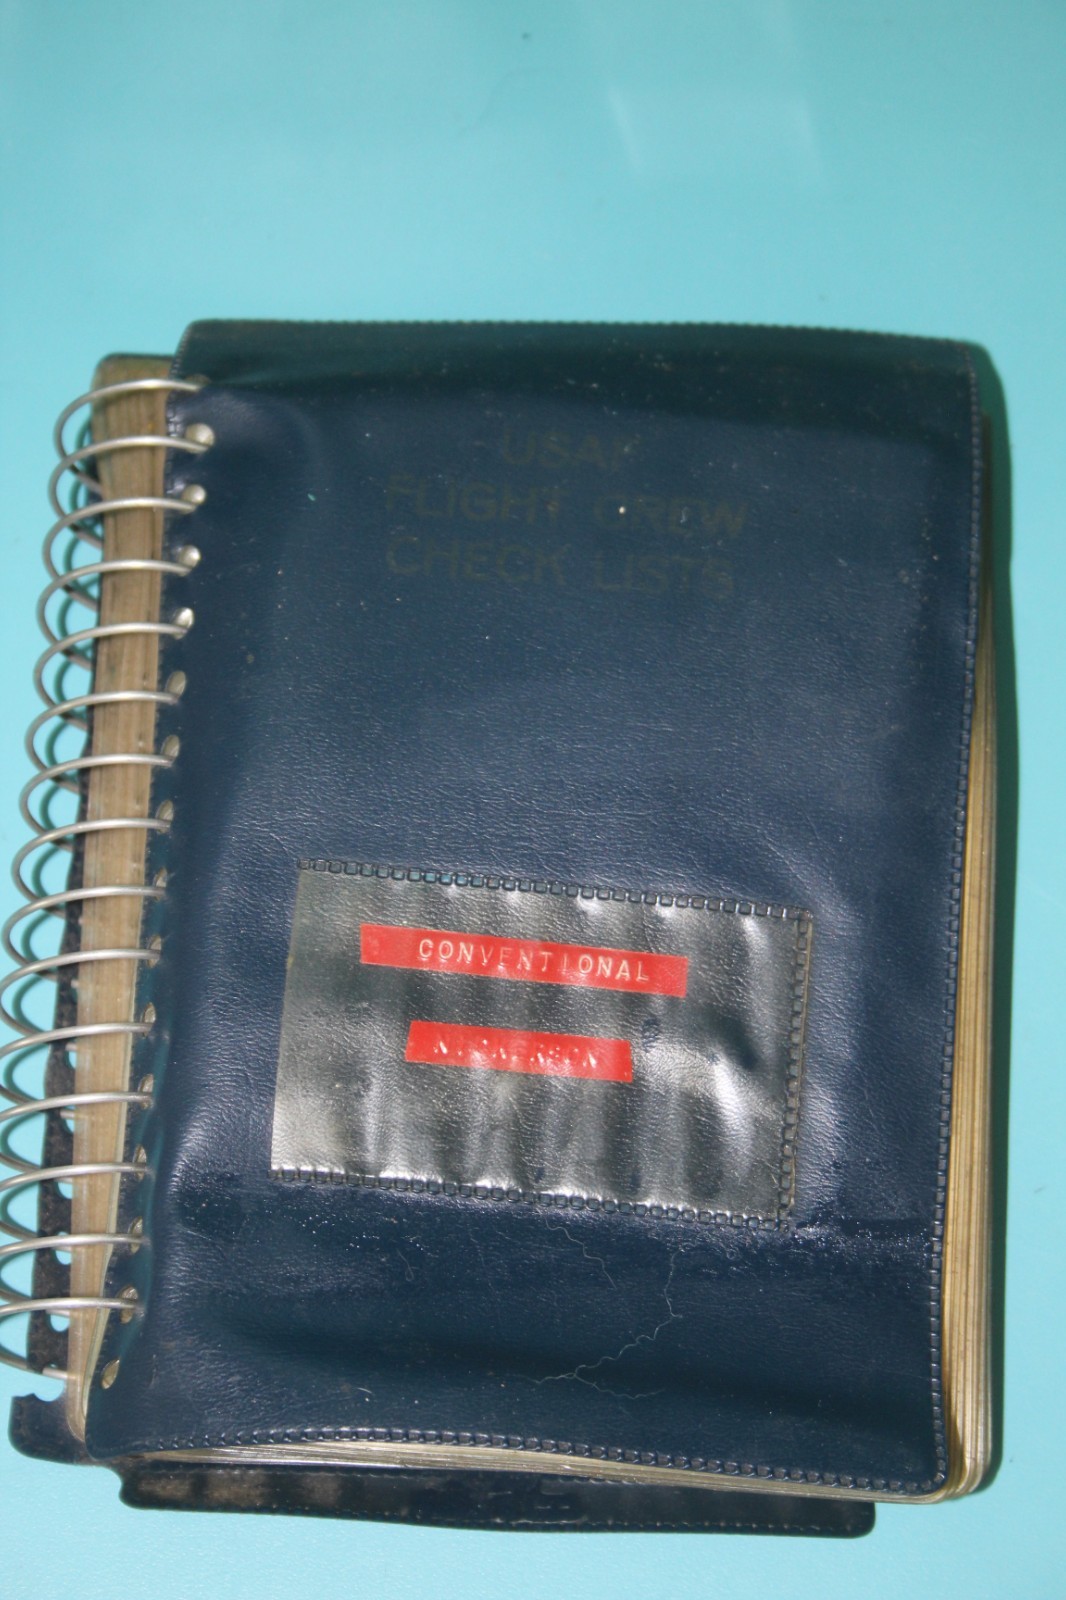 USAF
FLIGHT CREW
CHECK LISTS
CONVENTIONAL